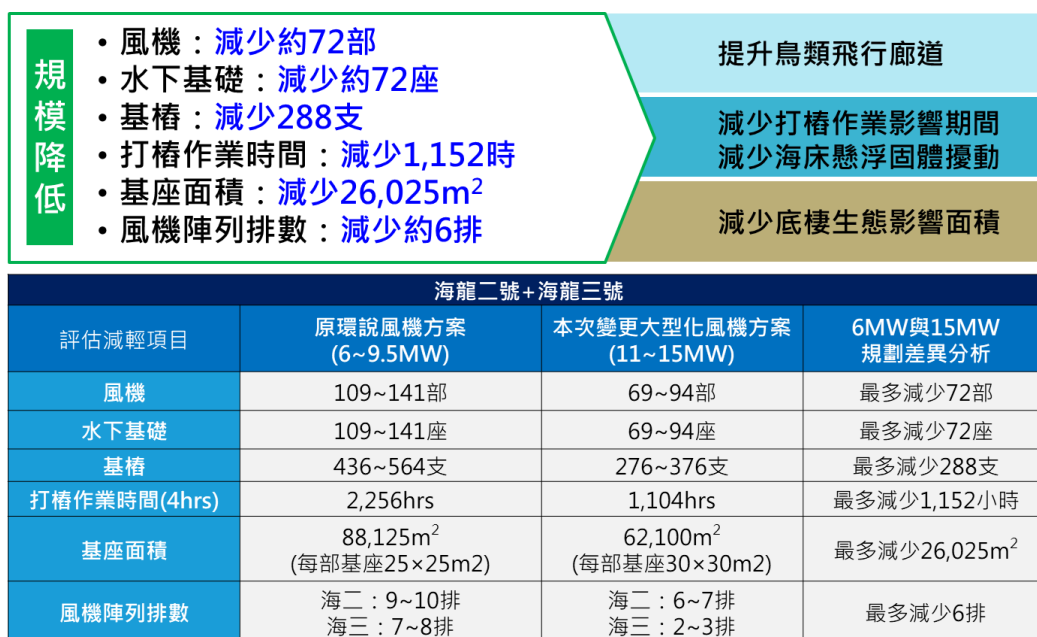 規模降低
• 風機：減少約72部
• 水下基礎：減少約72座
• 基樁：減少288支
• 打樁作業時間：減少1,152時
• 基座面積：減少26,025m²
• 風機陣列排數：減少約6排
提升鳥類飛行廊道
減少打樁作業影響期間
減少海床懸浮固體擾動
減少底棲生態影響面積
海龍二號+海龍三號
評估減輕項目
原環說風機方案
(6~9.5MW)
本次變更大型化風機方案
(11~15MW)
6MW與15MW
規劃差異分析
風機
109~141部
69~94部
最多減少72部
水下基礎
109~141座
69~94座
最多減少72座
基樁
436~564支
276~376支
最多減少288支
打樁作業時間(4hrs)
2,256hrs
1,104hrs
最多減少1,152小時
基座面積
88,125m²
(每部基座25×25m2)
62,100m²
(每部基座30×30m2)
最多減少26,025m²
風機陣列排數
海二：9~10排
海三：7~8排
海二：6~7排
海三：2~3排
最多減少6排